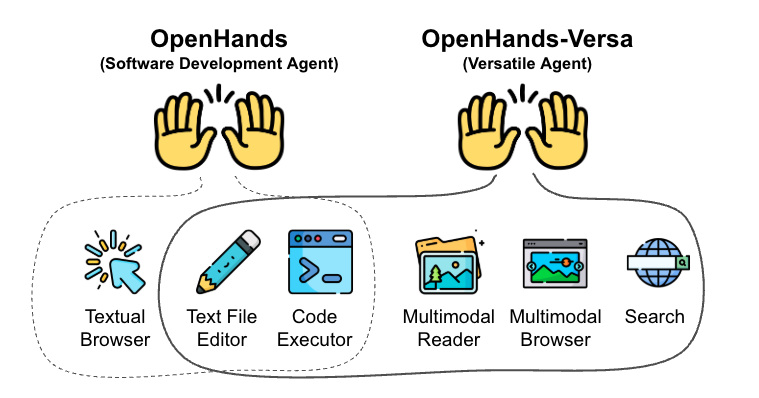 OpenHands
(Software Development Agent)
OpenHands-Versa
(Versatile Agent)
Textual
Browser
Text File
Editor
Code
Executor
Multimodal
Reader
Multimodal
Browser
Search